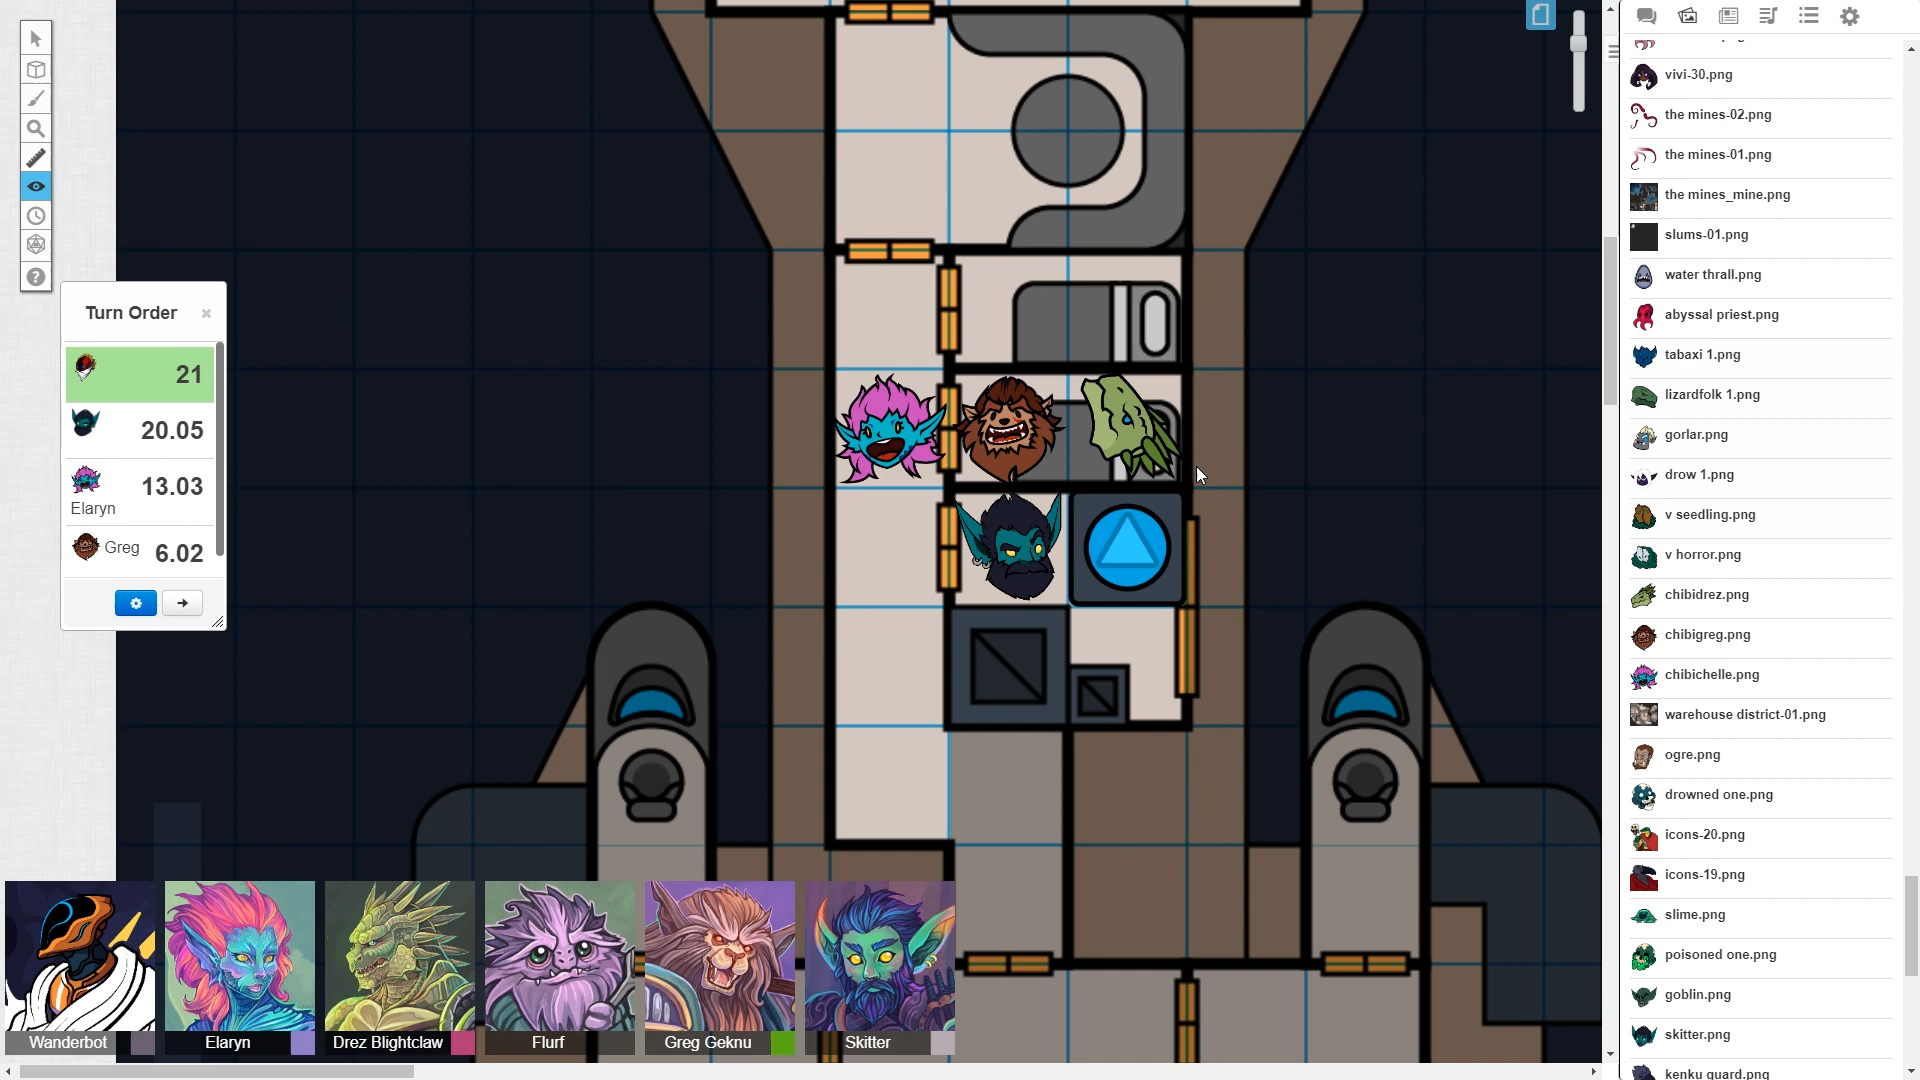 Turn Order ×
21
20.05
13.03
Elaryn
Greg 6.02
Wanderbot
Elaryn
Drez Blightclaw
Flurf
Greg Geknu
Skitter
vivi-30.png
the mines-02.png
the mines-01.png
the mines_mine.png
slums-01.png
water thrall.png
abyssal priest.png
tabaxi 1.png
lizardfolk 1.png
gorlar.png
drow 1.png
v seedling.png
v horror.png
chibidrez.png
chibigreg.png
chibichelle.png
warehouse district-01.png
ogre.png
drowned one.png
icons-20.png
icons-19.png
slime.png
poisoned one.png
goblin.png
skitter.png
kenku guard.png